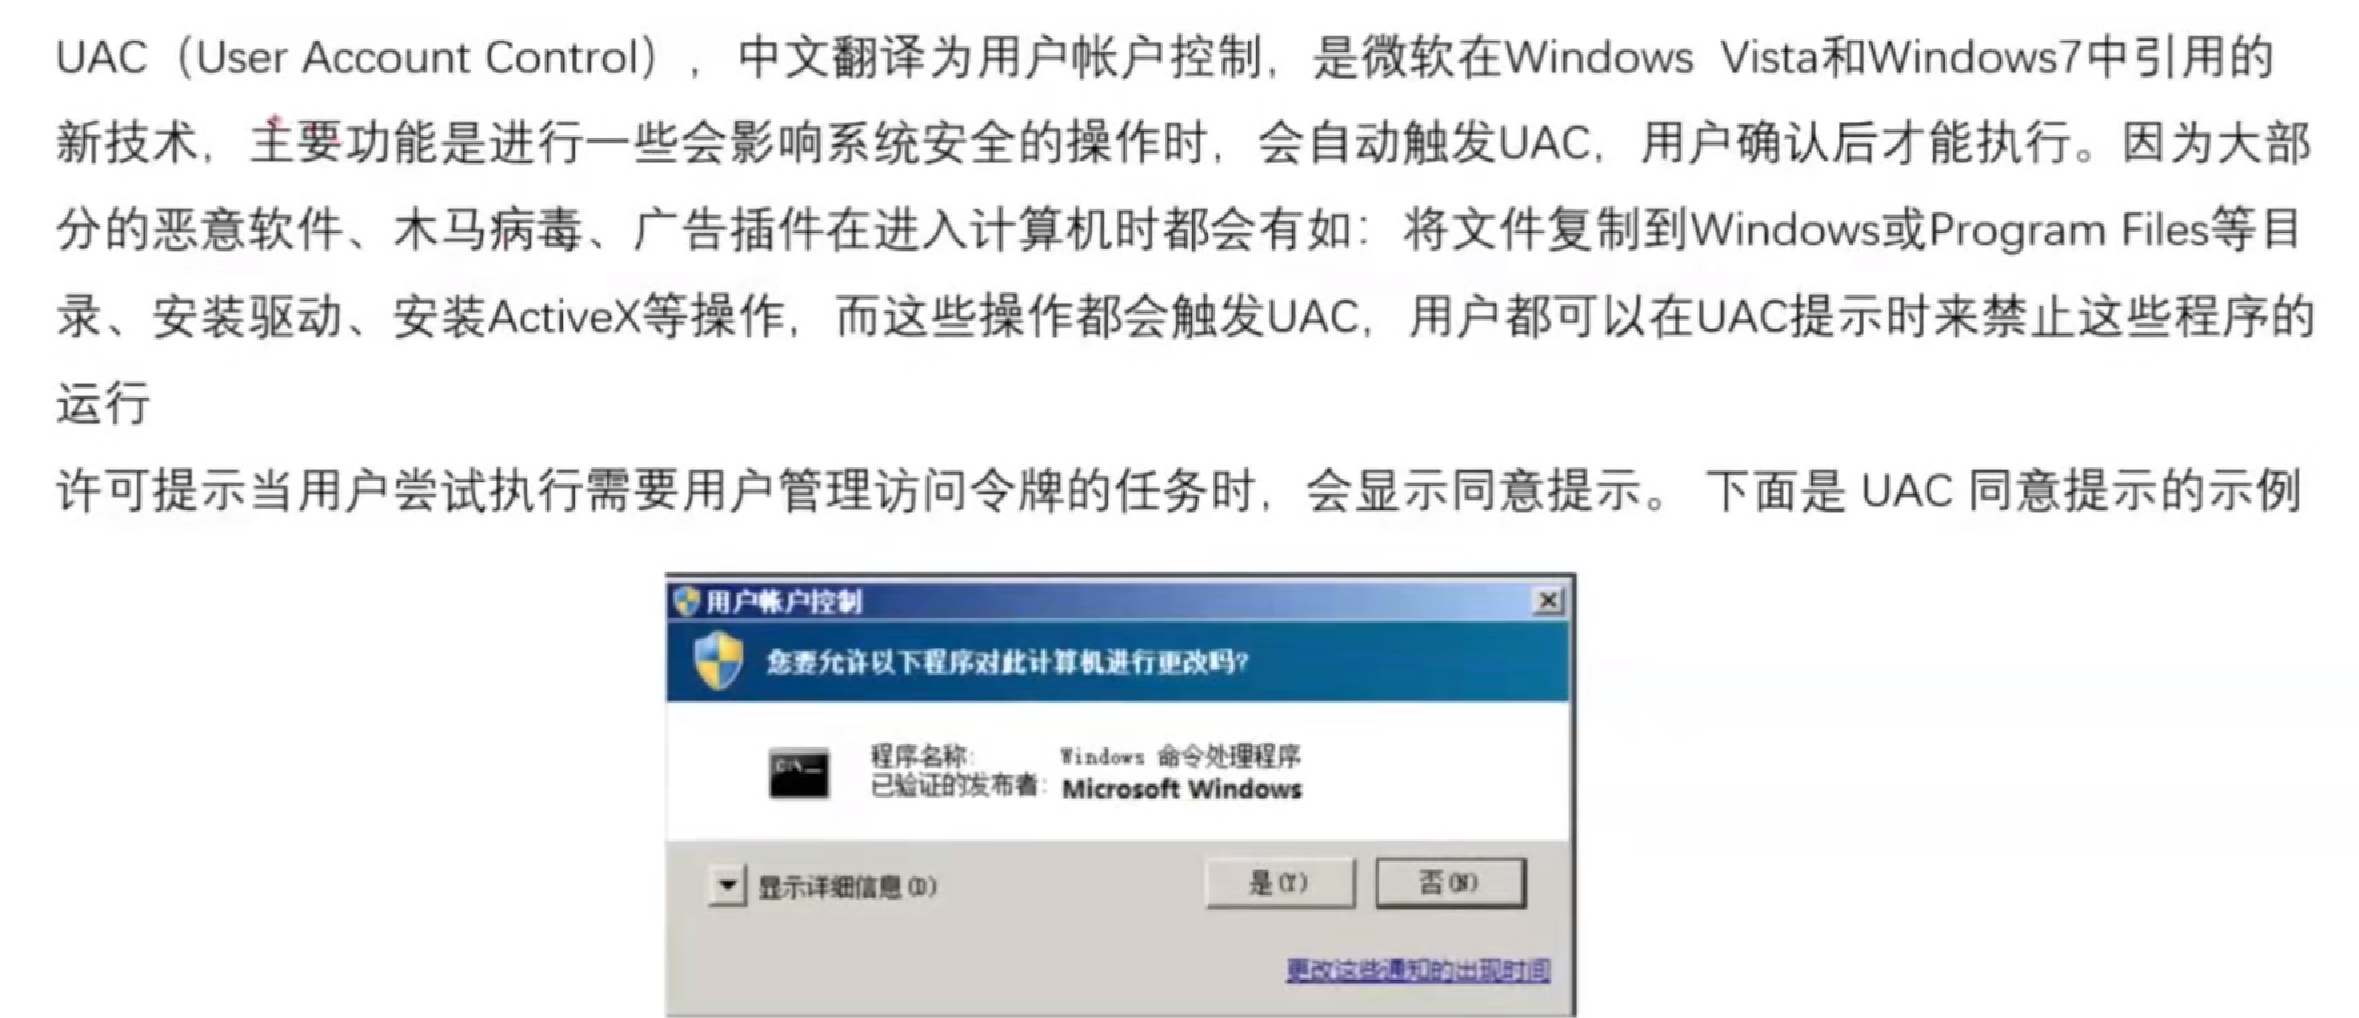 UAC（User Account Control），中文翻译为用户帐户控制，是微软在Windows Vista和Windows7中引用的
新技术，主要功能是进行一些会影响系统安全的操作时，会自动触发UAC，用户确认后才能执行。因为大部
分的恶意软件、木马病毒、广告插件在进入计算机时都会有如：将文件复制到Windows或Program Files等目
录、安装驱动、安装ActiveX等操作，而这些操作都会触发UAC，用户都可以在UAC提示时来禁止这些程序的
运行
许可提示当用户尝试执行需要用户管理访问令牌的任务时，会显示同意提示。 下面是 UAC 同意提示的示例
用户帐户控制
您要允许以下程序对此计算机进行更改吗?
C:\_
程序名称: Windows 命令处理程序
已验证的发布者: Microsoft Windows
显示详细信息(D) 是(Y) 否(N)
更改这些通知的出现时间